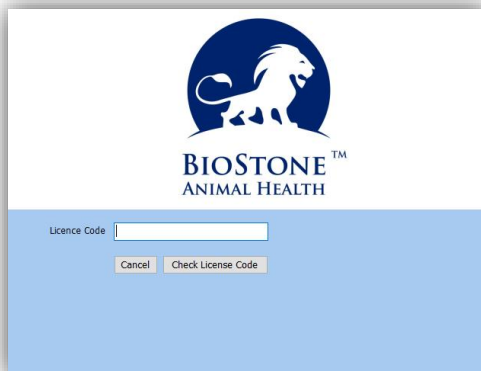 BIOSTONE™
ANIMAL HEALTH
Licence Code
Cancel Check License Code